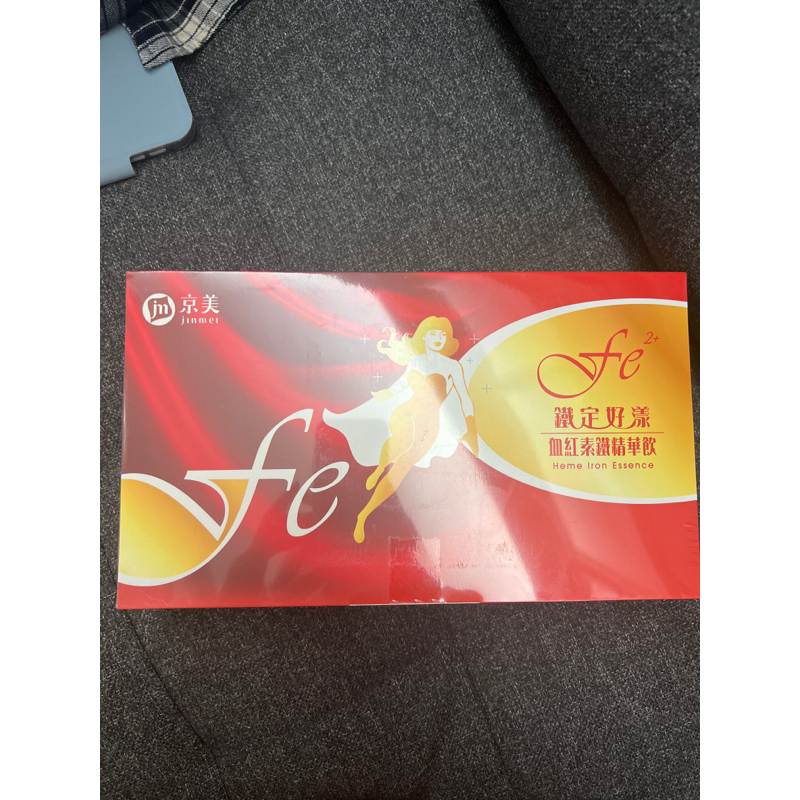 jn 京美
jinmei
fe
fe2+
鐵定好漾
血紅素鐵精華飲
Heme Iron Essence